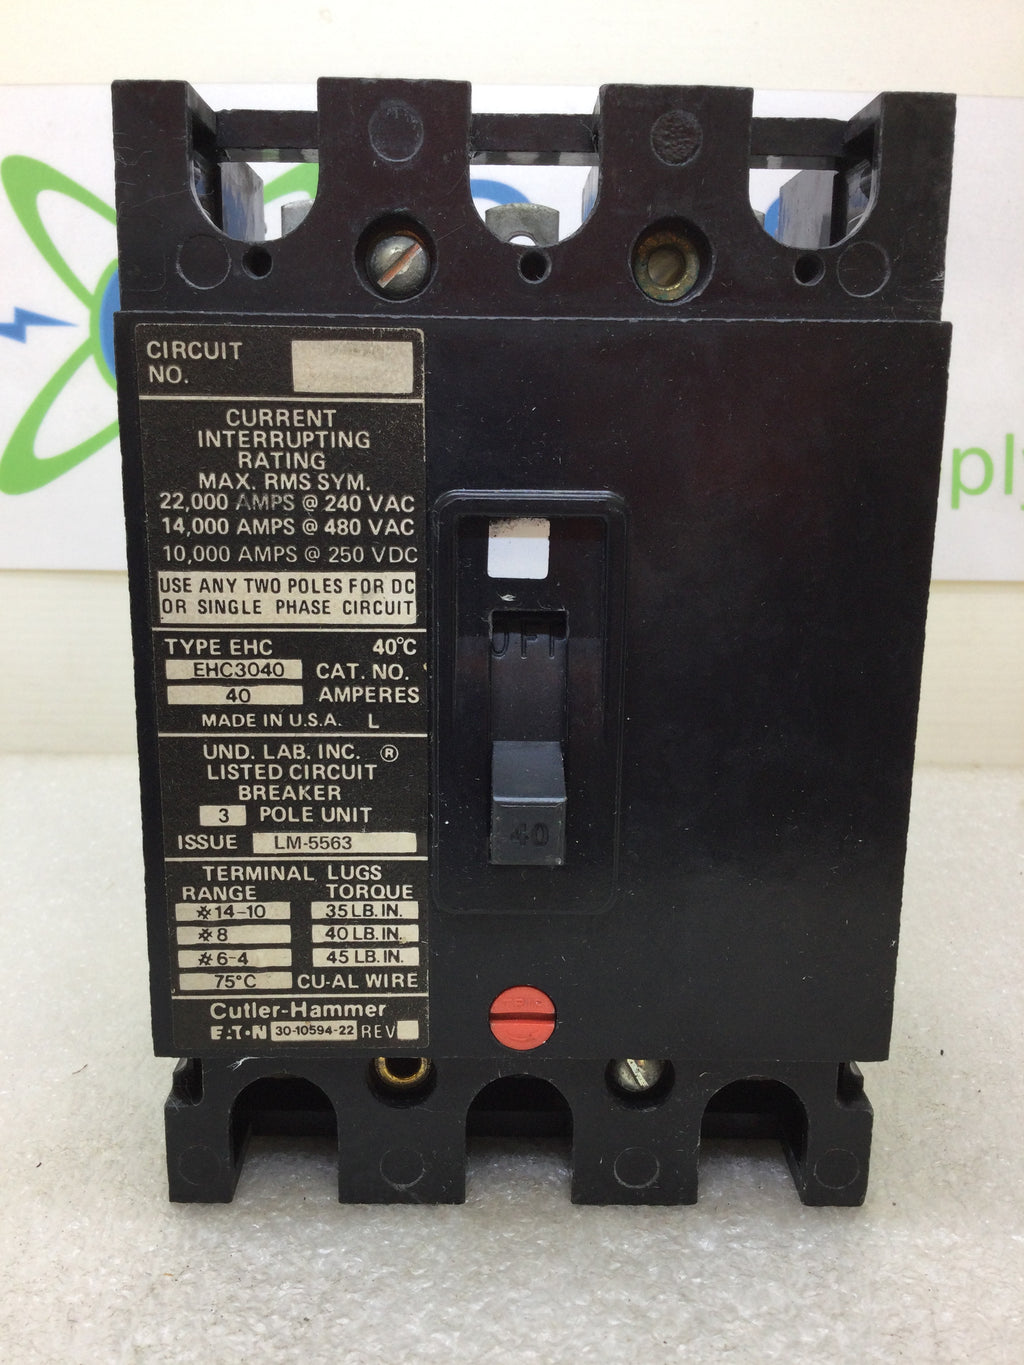 CIRCUIT
NO.
CURRENT
INTERRUPTING
RATING
MAX. RMS SYM.
22,000 AMPS @ 240 VAC
14,000 AMPS @ 480 VAC
10,000 AMPS @ 250 VDC
USE ANY TWO POLES FOR DC
OR SINGLE PHASE CIRCUIT
TYPE EHC 40°C
EHC3040 CAT. NO.
40 AMPERES
MADE IN U.S.A. L
UND. LAB. INC. ®
LISTED CIRCUIT
BREAKER
3 POLE UNIT
ISSUE LM-5563
TERMINAL LUGS
RANGE TORQUE
#14-10 35 LB. IN.
#8 40 LB. IN.
#6-4 45 LB. IN.
75°C CU-AL WIRE
Cutler-Hammer
EATON 30-10594-22 REV
OFF
40
TRIP
ply